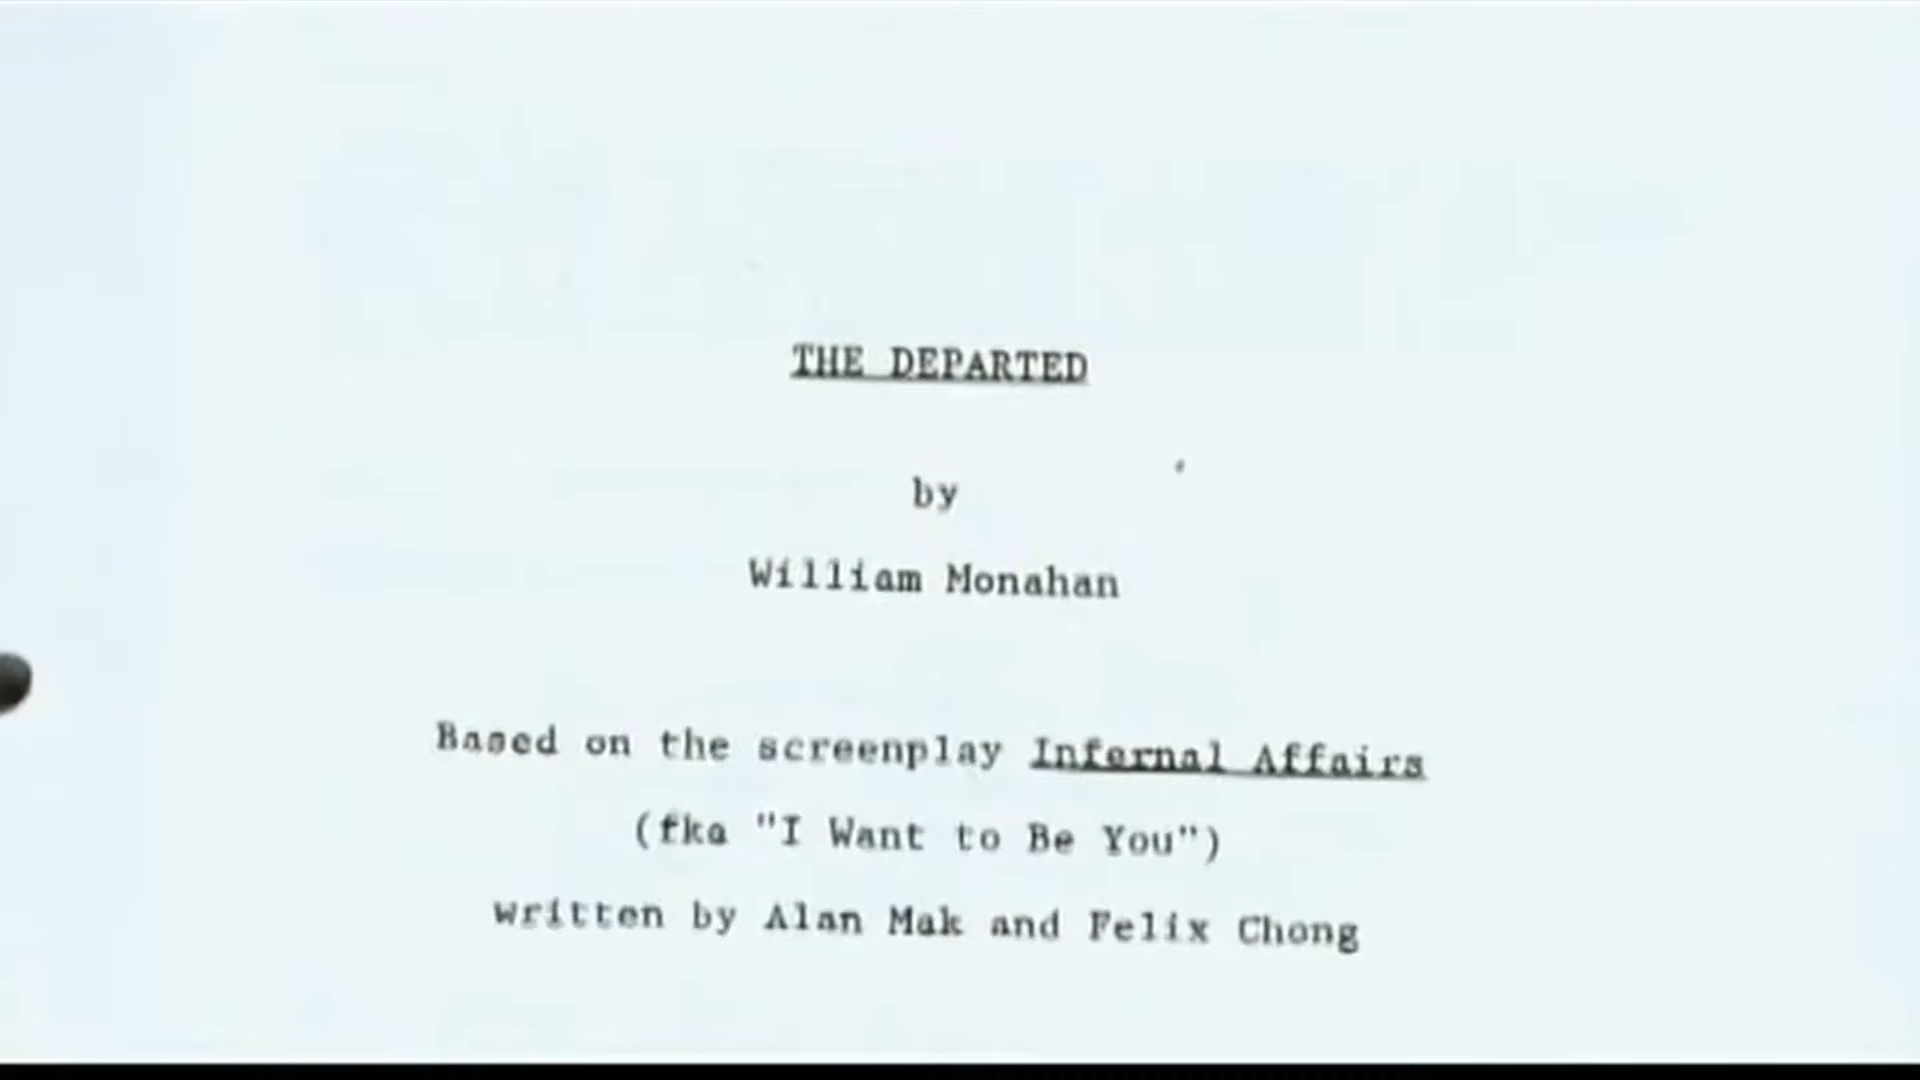 THE DEPARTED
by
William Monahan
Based on the screenplay Infernal Affairs
(fka "I Want to Be You")
written by Alan Mak and Felix Chong